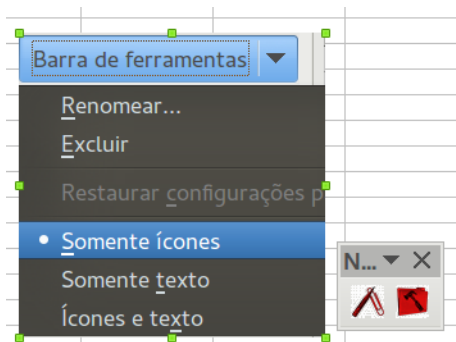 Barra de ferramentas
Renomear...
Excluir
Restaurar configurações p
Somente ícones
N...
Somente texto
Ícones e texto